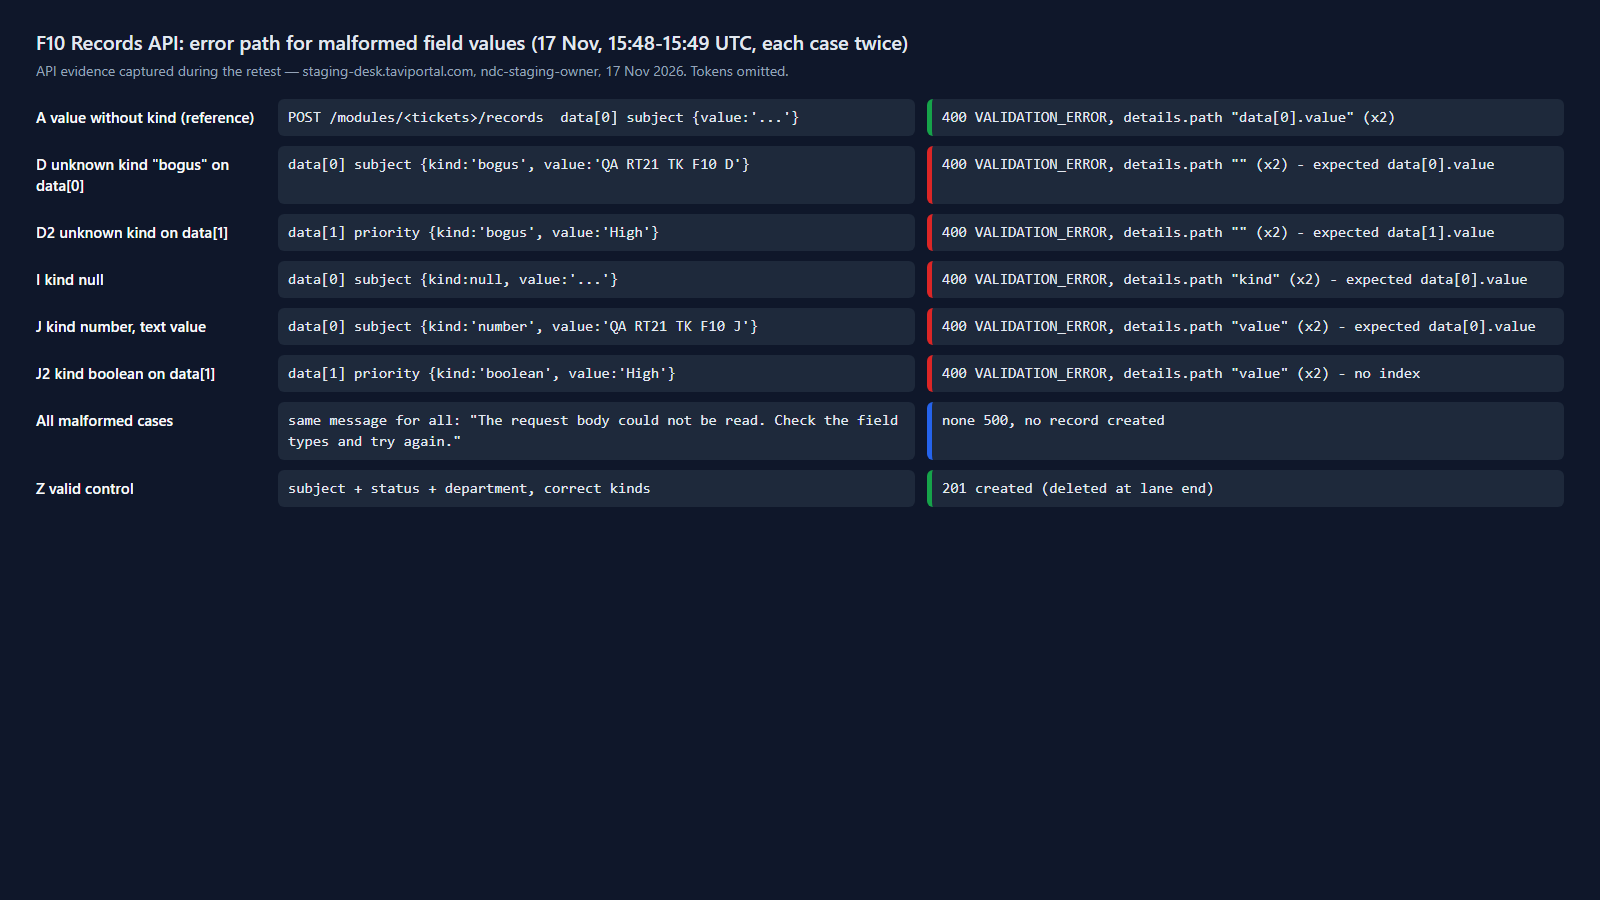 F10 Records API: error path for malformed field values (17 Nov, 15:48-15:49 UTC, each case twice)
API evidence captured during the retest — staging-desk.taviportal.com, ndc-staging-owner, 17 Nov 2026. Tokens omitted.
A value without kind (reference)
POST /modules/<tickets>/records  data[0] subject {value:'...'}
400 VALIDATION_ERROR, details.path "data[0].value" (x2)
D unknown kind "bogus" on
data[0]
data[0] subject {kind:'bogus', value:'QA RT21 TK F10 D'}
400 VALIDATION_ERROR, details.path "" (x2) - expected data[0].value
D2 unknown kind on data[1]
data[1] priority {kind:'bogus', value:'High'}
400 VALIDATION_ERROR, details.path "" (x2) - expected data[1].value
I kind null
data[0] subject {kind:null, value:'...'}
400 VALIDATION_ERROR, details.path "kind" (x2) - expected data[0].value
J kind number, text value
data[0] subject {kind:'number', value:'QA RT21 TK F10 J'}
400 VALIDATION_ERROR, details.path "value" (x2) - expected data[0].value
J2 kind boolean on data[1]
data[1] priority {kind:'boolean', value:'High'}
400 VALIDATION_ERROR, details.path "value" (x2) - no index
All malformed cases
same message for all: "The request body could not be read. Check the field
types and try again."
none 500, no record created
Z valid control
subject + status + department, correct kinds
201 created (deleted at lane end)